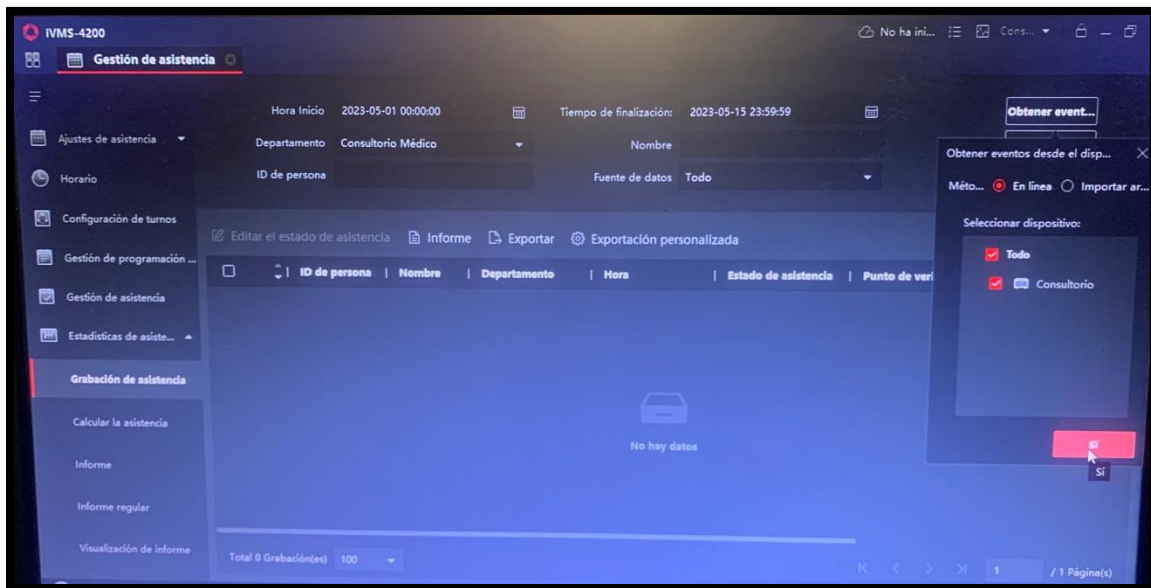 iVMS-4200
No ha ini...
Cons...
Gestión de asistencia
Hora Inicio 2023-05-01 00:00:00
Tiempo de finalización: 2023-05-15 23:59:59
Obtener event...
Ajustes de asistencia
Departamento Consultorio Médico
Nombre
Obtener eventos desde el disp...
Horario
ID de persona
Fuente de datos Todo
Méto... En línea Importar ar...
Configuración de turnos
Seleccionar dispositivo:
Editar el estado de asistencia Informe Exportar Exportación personalizada
Todo
Gestión de programación ...
ID de persona | Nombre | Departamento | Hora | Estado de asistencia | Punto de veri
Consultorio
Gestión de asistencia
Estadísticas de asiste...
Grabación de asistencia
Calcular la asistencia
No hay datos
Sí
Sí
Informe
Informe regular
Visualización de informe
Total 0 Grabación(es) 100
1 / 1 Página(s)